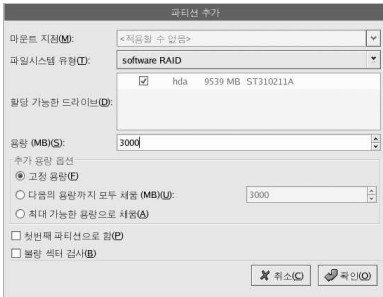 파티션 추가
마운트 지점(M): <적용할 수 없음>
파일시스템 유형(T): software RAID
할당 가능한 드라이브(D): hda 9539 MB ST310211A
용량 (MB)(S): 3000
추가 용량 옵션
고정 용량(F)
다음의 용량까지 모두 채움 (MB)(U): 3000
최대 가능한 용량으로 채움(A)
첫번째 파티션으로 함(P)
불량 섹터 검사(B)
취소(C) 확인(O)